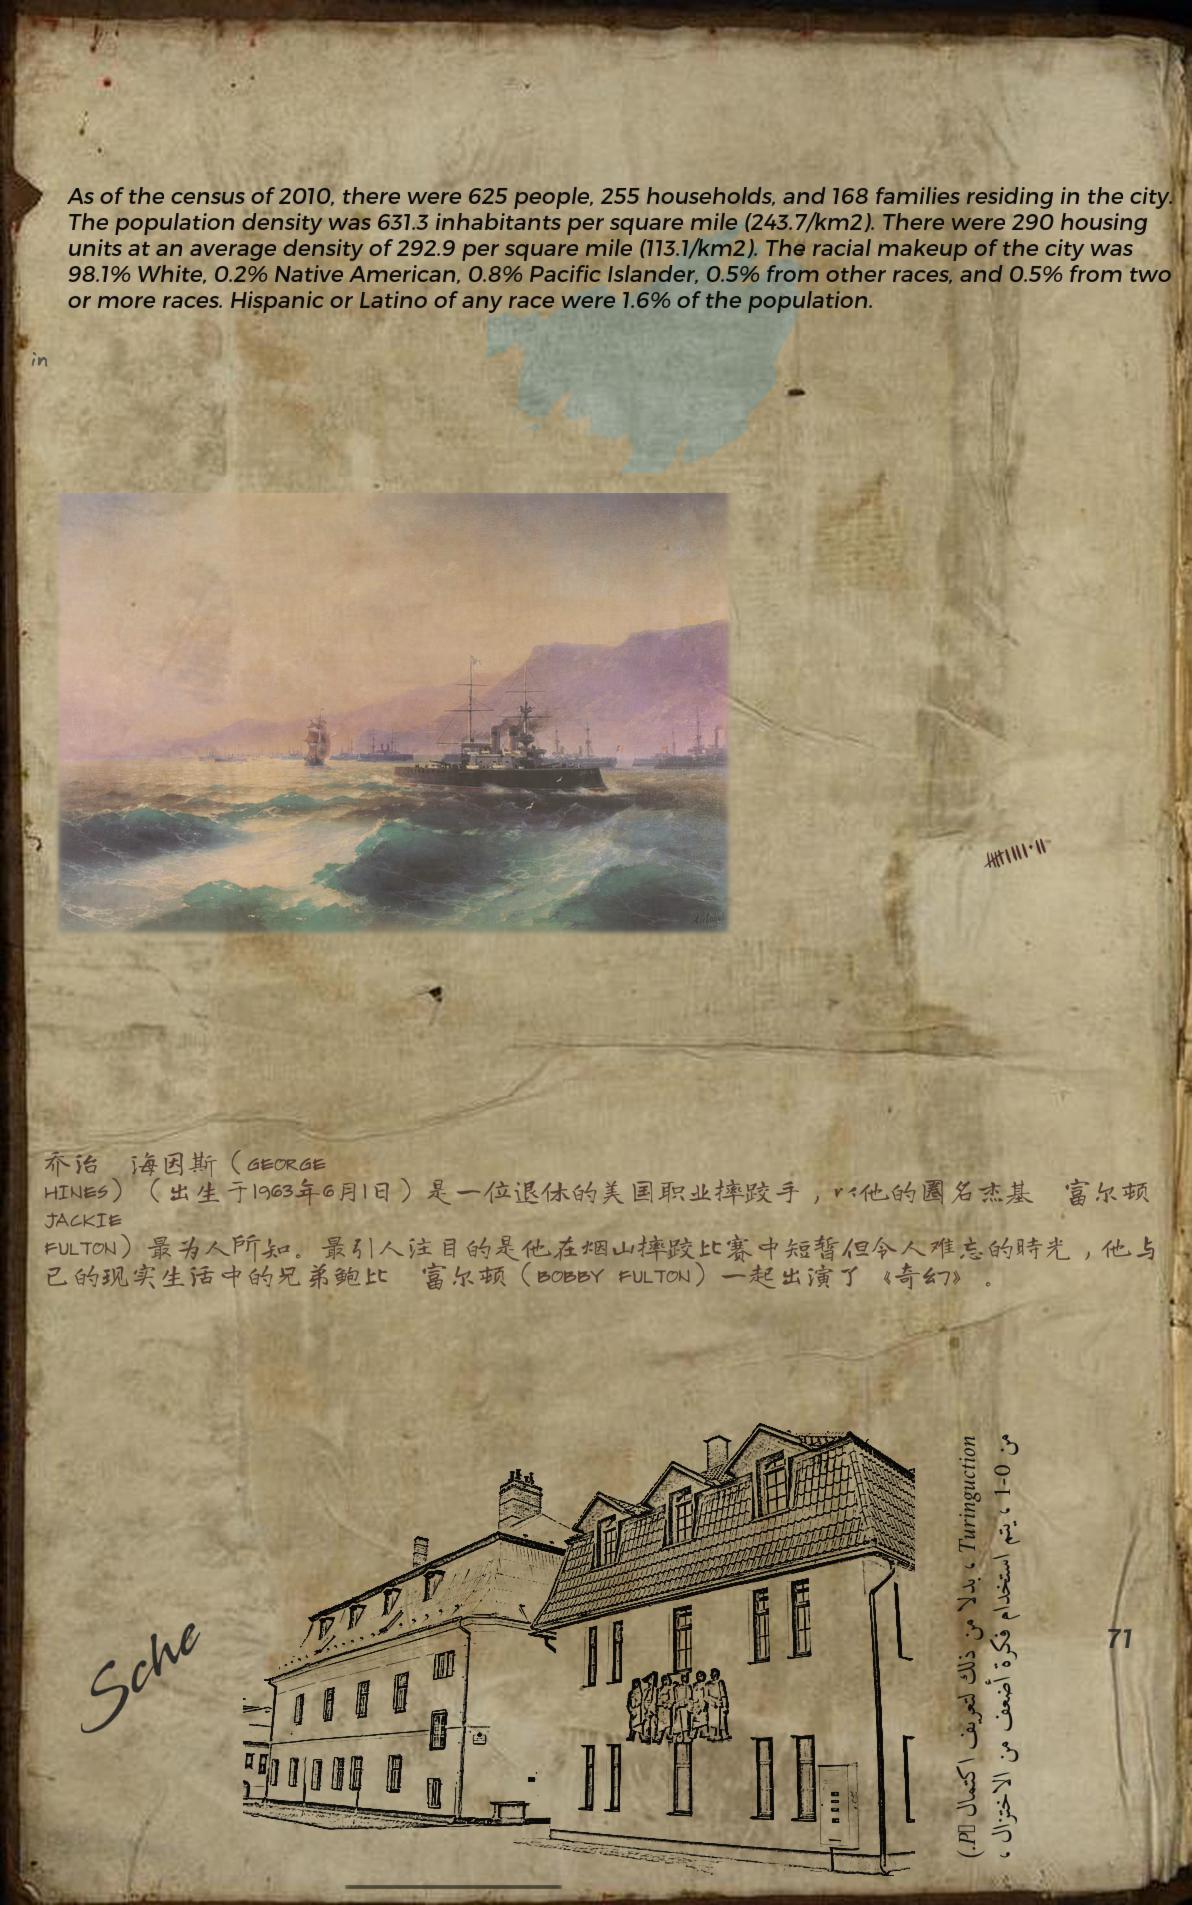 As of the census of 2010, there were 625 people, 255 households, and 168 families residing in the city.
The population density was 631.3 inhabitants per square mile (243.7/km2). There were 290 housing
units at an average density of 292.9 per square mile (113.1/km2). The racial makeup of the city was
98.1% White, 0.2% Native American, 0.8% Pacific Islander, 0.5% from other races, and 0.5% from two
or more races. Hispanic or Latino of any race were 1.6% of the population.
in
乔治 海因斯（GEORGE
HINES）（出生于1963年6月1日）是一位退休的美国职业摔跤手，他的圈名杰基 富尔顿
JACKIE
FULTON）最为人所知。最引人注目的是他在烟山摔跤比赛中短暂但令人难忘的時光，他与
已的现实生活中的兄弟鲍比 富尔顿（BOBBY FULTON）一起出演了《奇幻》。
Sche
71
Turinguction ، بدلا من ذلك لتعريف اكتمال P.)
من 0-1 ، يتم استخدام فكرة أضعف من الاختزال ،